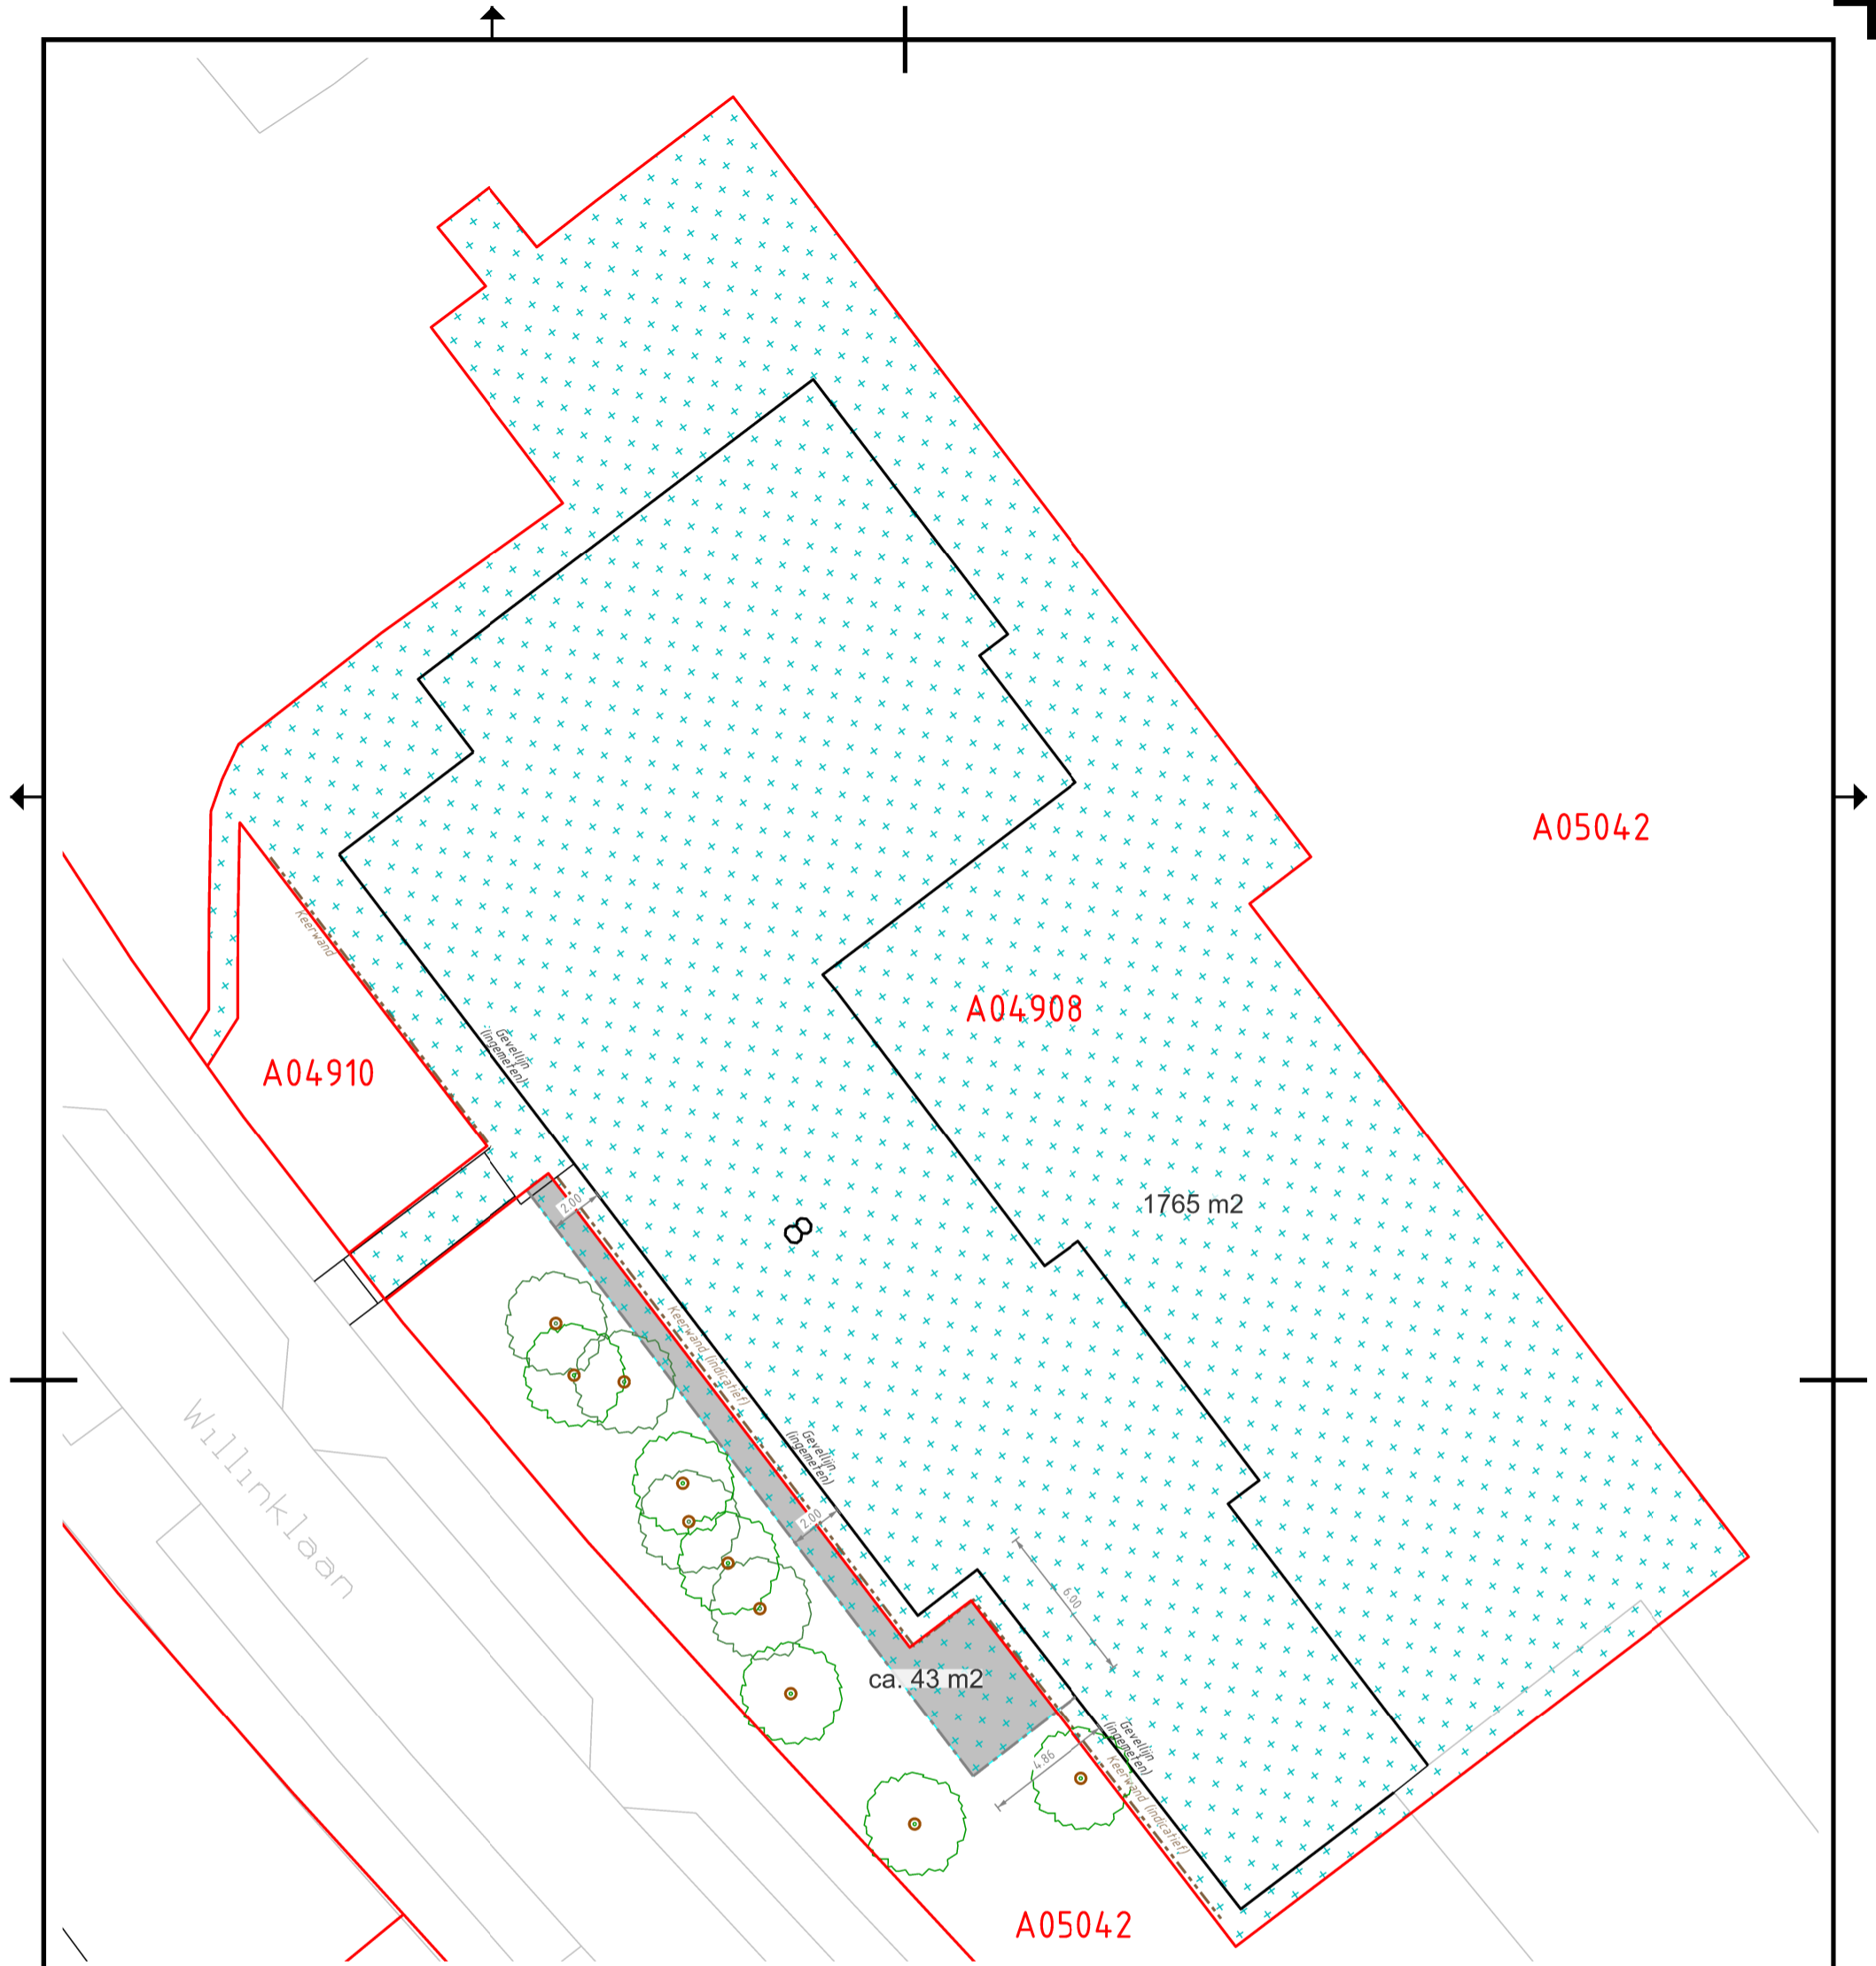 A05042
Keerwand
A04908
Gevellijn
(ingemeten)
A04910
2.00
1765 m2
Keerwand (indicatief)
Willinklaan
Gevellijn
(ingemeten)
2.00
6.00
ca. 43 m2
Gevellijn
(ingemeten)
4.86
Keerwand (indicatief)
A05042